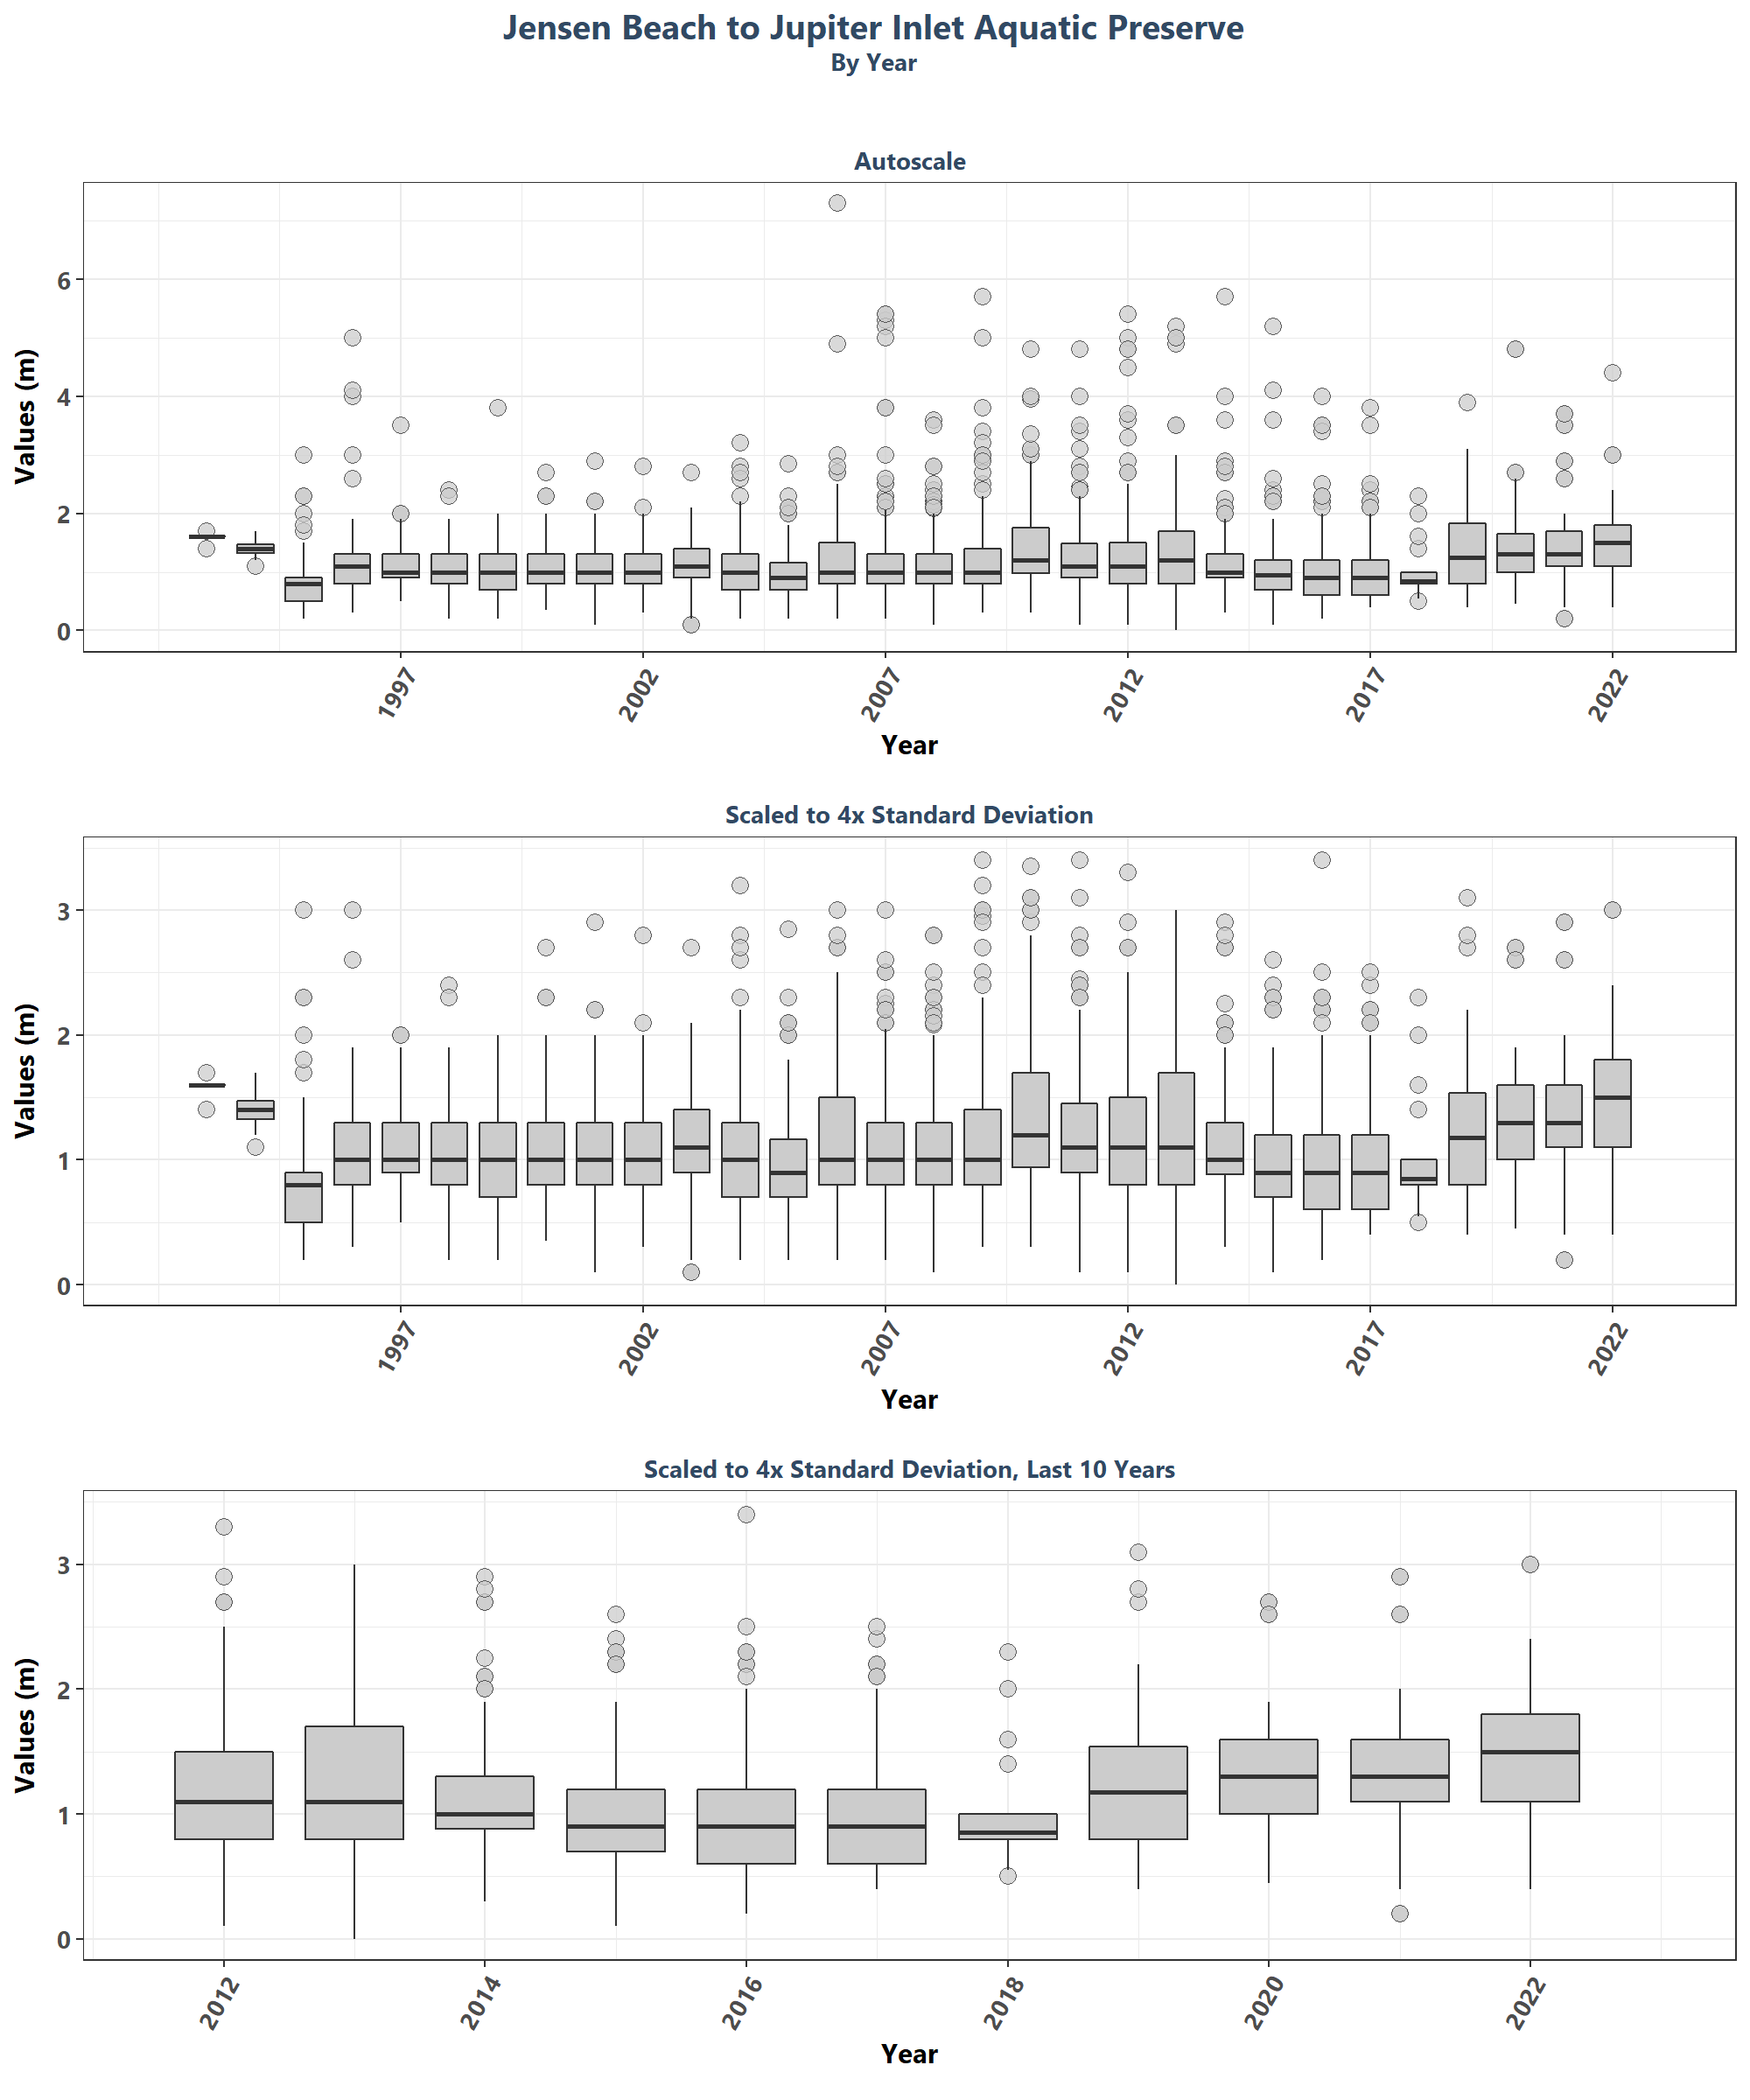 Jensen Beach to Jupiter Inlet Aquatic Preserve
By Year
Autoscale
Values (m)
6
4
2
0
1997
2002
2007
2012
2017
2022
Year
Scaled to 4x Standard Deviation
Values (m)
3
2
1
0
1997
2002
2007
2012
2017
2022
Year
Scaled to 4x Standard Deviation, Last 10 Years
Values (m)
3
2
1
0
2012
2014
2016
2018
2020
2022
Year